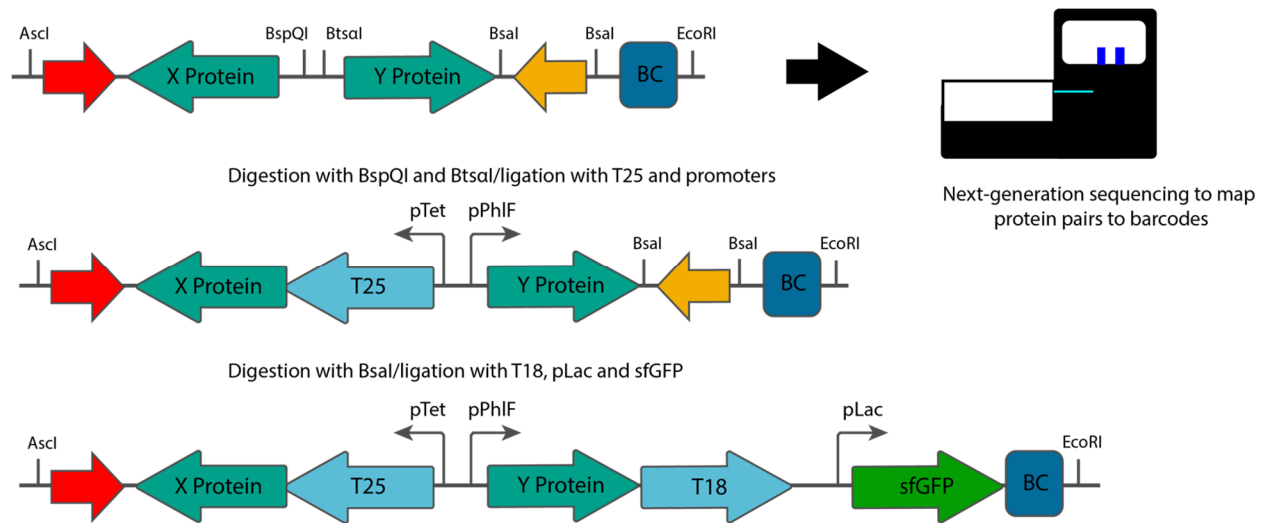 AscI BspQI BtsαI BsaI BsaI EcoRI
X Protein Y Protein BC
Next-generation sequencing to map
protein pairs to barcodes
Digestion with BspQI and BtsαI/ligation with T25 and promoters
pTet pPhlF
AscI BsaI BsaI EcoRI
X Protein T25 Y Protein BC
Digestion with BsaI/ligation with T18, pLac and sfGFP
pTet pPhlF pLac
AscI EcoRI
X Protein T25 Y Protein T18 sfGFP BC